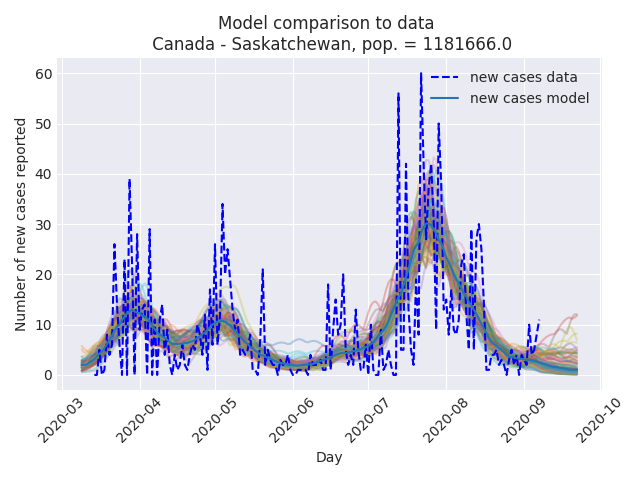 Model comparison to data
Canada - Saskatchewan, pop. = 1181666.0
new cases data
new cases model
Number of new cases reported
60
50
40
30
20
10
0
2020-03
2020-04
2020-05
2020-06
2020-07
2020-08
2020-09
2020-10
Day